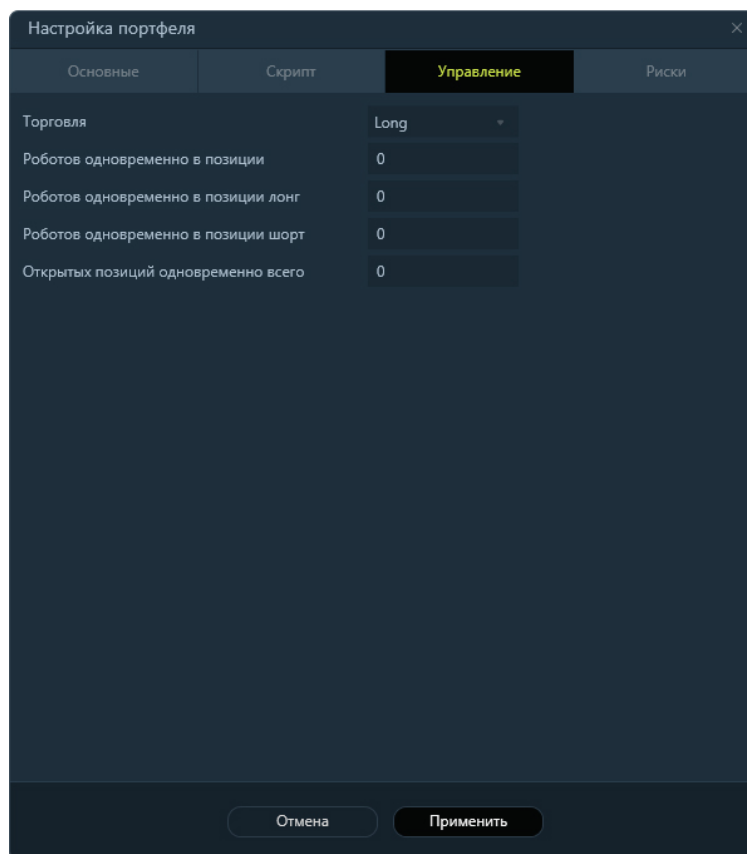 Настройка портфеля
Основные Скрипт Управление Риски
Торговля Long
Роботов одновременно в позиции 0
Роботов одновременно в позиции лонг 0
Роботов одновременно в позиции шорт 0
Открытых позиций одновременно всего 0
Отмена Применить